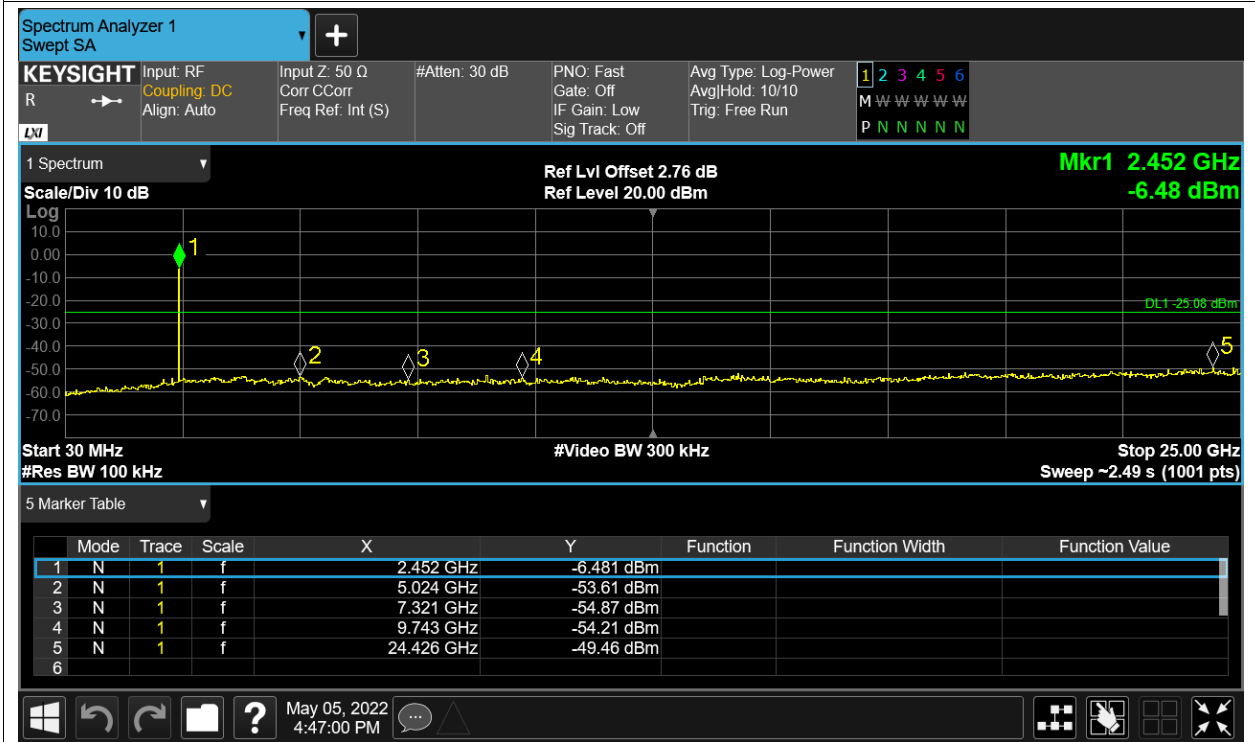 Spectrum Analyzer 1
Swept SA
+
KEYSIGHT
R
LXI
Input: RF
Coupling: DC
Align: Auto
Input Z: 50 Ω
Corr CCorr
Freq Ref: Int (S)
#Atten: 30 dB
PNO: Fast
Gate: Off
IF Gain: Low
Sig Track: Off
Avg Type: Log-Power
Avg|Hold: 10/10
Trig: Free Run
1 2 3 4 5 6
M W W W W W
P N N N N N
1 Spectrum
Scale/Div 10 dB
Ref Lvl Offset 2.76 dB
Ref Level 20.00 dBm
Mkr1 2.452 GHz
-6.48 dBm
Log
10.0
0.00
-10.0
-20.0
-30.0
-40.0
-50.0
-60.0
-70.0
1
DL1 -25.08 dBm
2
3
4
5
Start 30 MHz
#Res BW 100 kHz
#Video BW 300 kHz
Stop 25.00 GHz
Sweep ~2.49 s (1001 pts)
5 Marker Table
Mode Trace Scale X Y Function Function Width Function Value
1 N 1 f 2.452 GHz -6.481 dBm
2 N 1 f 5.024 GHz -53.61 dBm
3 N 1 f 7.321 GHz -54.87 dBm
4 N 1 f 9.743 GHz -54.21 dBm
5 N 1 f 24.426 GHz -49.46 dBm
6
?
May 05, 2022
4:47:00 PM